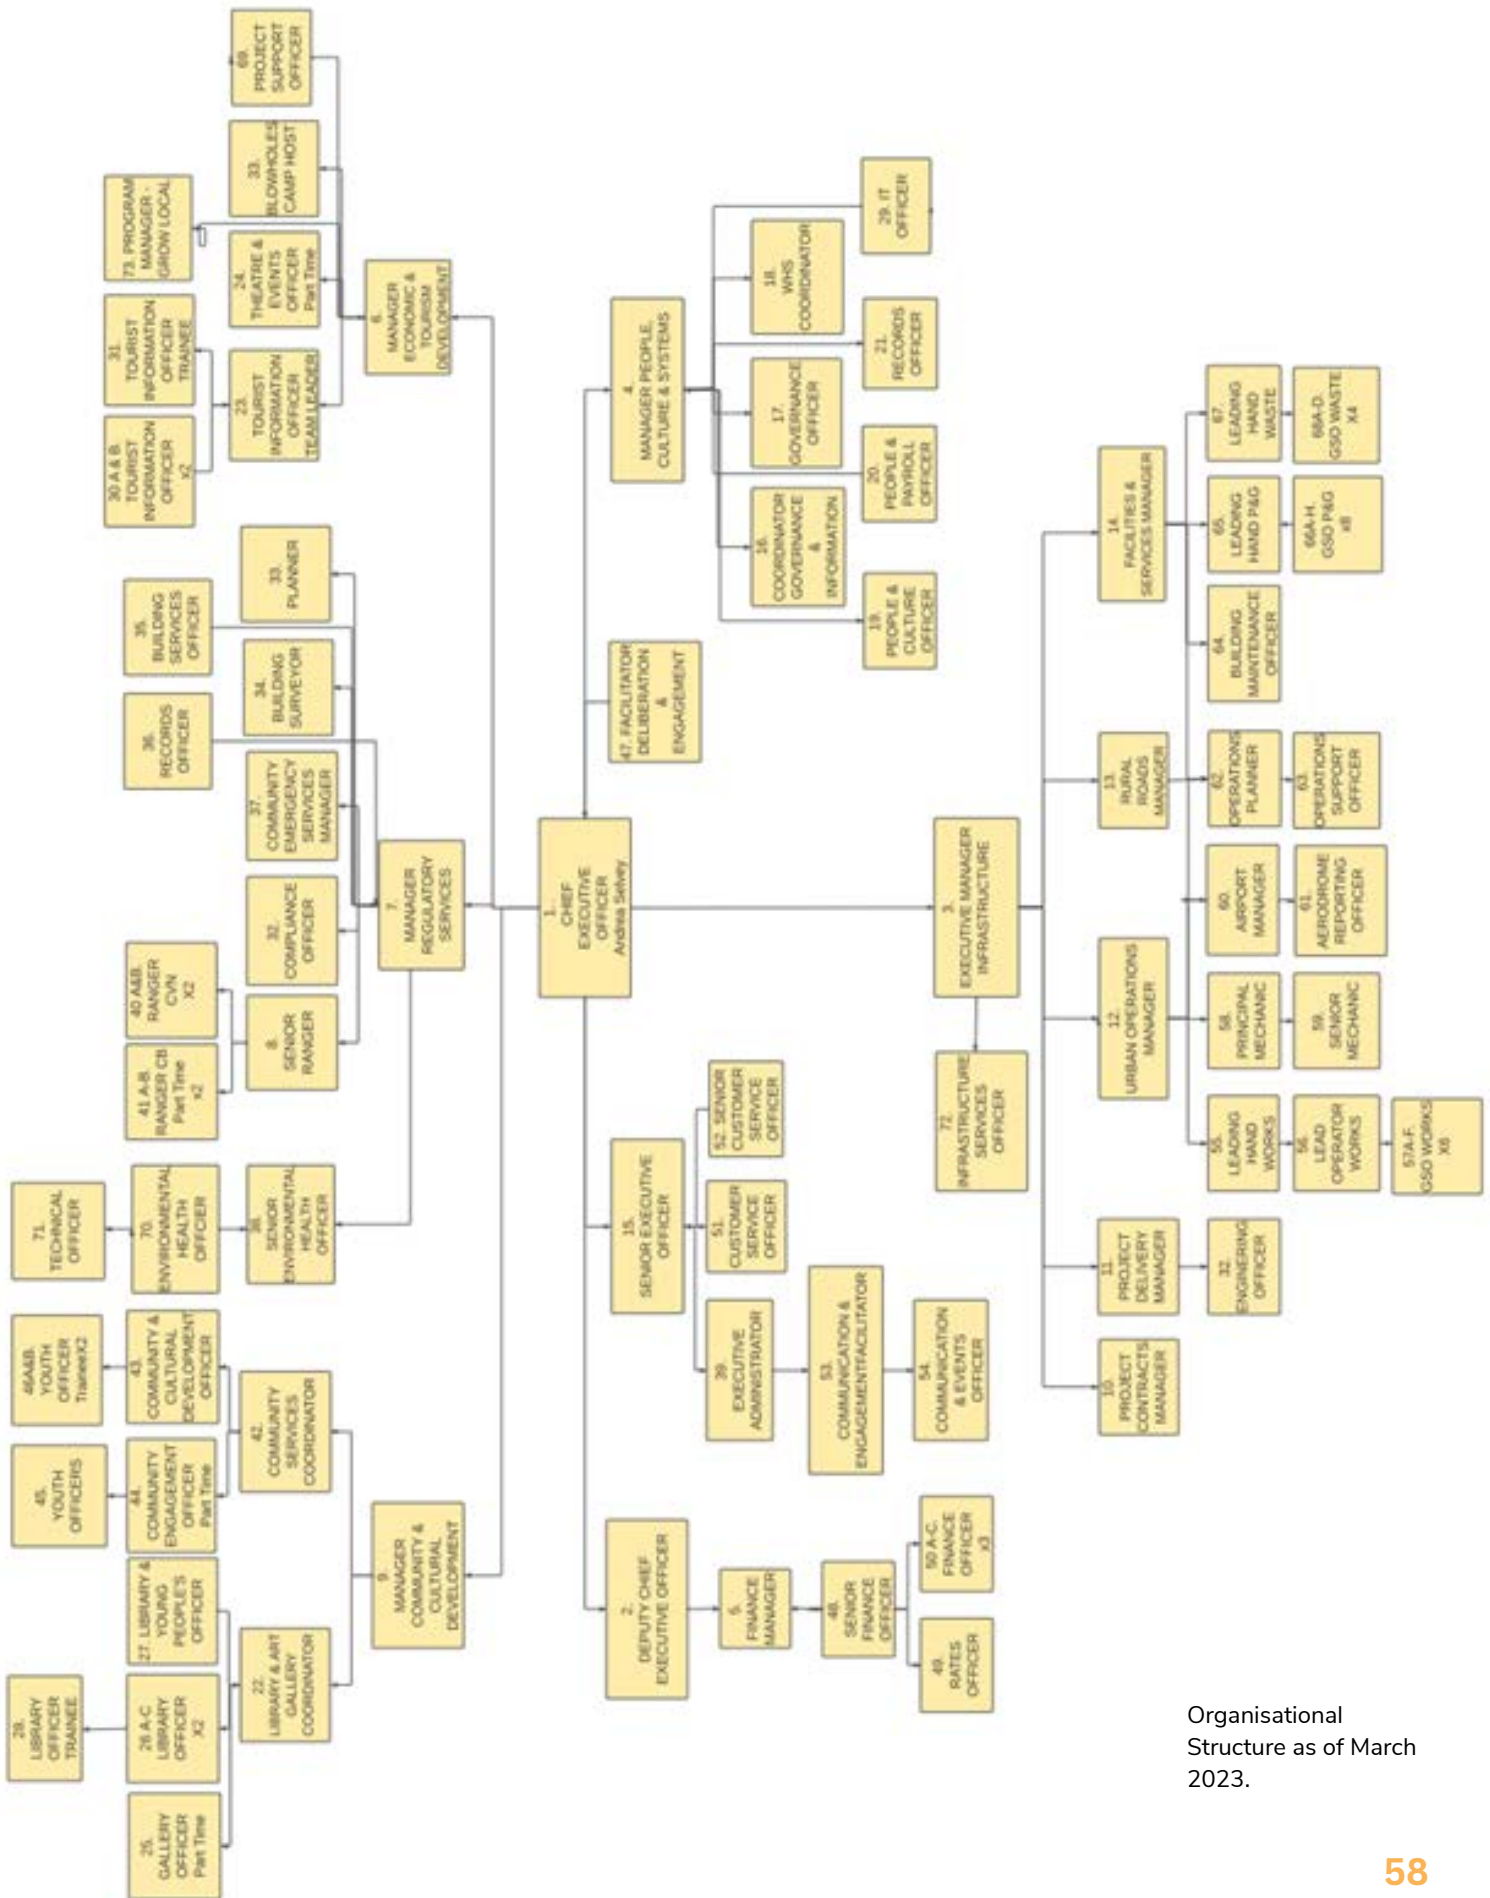 28.
LIBRARY
OFFICER
TRAINEE
45.
YOUTH
OFFICERS
46A&B.
YOUTH
OFFICER
TraineeX2
71.
TECHNICAL
OFFICER
25.
GALLERY
OFFICER
Part Time
26 A-C
LIBRARY
OFFICER
X2
27. LIBRARY &
YOUNG
PEOPLE'S
OFFICER
44.
COMMUNITY
ENGAGEMENT
OFFICER
Part Time
43.
COMMUNITY &
CULTURAL
DEVELOPMENT
OFFICER
70.
ENVIRONMENTAL
HEALTH
OFFCIER
41 A-B.
RANGER CB
Part Time
x2
40 A&B.
RANGER
CVN
X2
36.
RECORDS
OFFICER
35.
BUILDING
SERVICES
OFFICER
30 A & B.
TOURIST
INFORMATION
OFFICER
x2
31.
TOURIST
INFORMATION
OFFICER
TRAINEE
73. PROGRAM
MANAGER -
GROW LOCAL
22.
LIBRARY & ART
GALLERY
COORDINATOR
42.
COMMUNITY
SERVICES
COORDINATOR
38.
SENIOR
ENVIRONMENTAL
HEALTH
OFFICER
8.
SENIOR
RANGER
32.
COMPLIANCE
OFFICER
37.
COMMUNITY
EMERGENCY
SERVICES
MANAGER
34.
BUILDING
SURVEYOR
33.
PLANNER
23.
TOURIST
INFORMATION
OFFICER
TEAM LEADER
24.
THEATRE &
EVENTS
OFFICER
Part Time
33.
BLOWHOLES
CAMP HOST
69.
PROJECT
SUPPORT
OFFICER
9.
MANAGER
COMMUNITY &
CULTURAL
DEVELOPMENT
7.
MANAGER
REGULATORY
SERVICES
6.
MANAGER
ECONOMIC &
TOURISM
DEVELOPMENT
1.
CHIEF
EXECUTIVE
OFFICER
Andrea Selvey
2.
DEPUTY CHIEF
EXECUTIVE OFFICER
15.
SENIOR EXECUTIVE
OFFICER
47. FACILITATOR
DELIBERATION
&
ENGAGEMENT
4.
MANAGER PEOPLE,
CULTURE & SYSTEMS
5.
FINANCE
MANAGER
39.
EXECUTIVE
ADMINISTRATOR
51.
CUSTOMER
SERVICE
OFFICER
52. SENIOR
CUSTOMER
SERVICE
OFFICER
16.
COORDINATOR
GOVERNANCE
&
INFORMATION
17.
GOVERNANCE
OFFICER
18.
WHS
COORDINATOR
48.
SENIOR
FINANCE
OFFICER
53.
COMMUNICATION &
ENGAGEMENTFACILITATOR
19.
PEOPLE &
CULTURE
OFFICER
20.
PEOPLE &
PAYROLL
OFFICER
21.
RECORDS
OFFICER
29. IT
OFFICER
49.
RATES
OFFICER
50 A-C.
FINANCE
OFFICER
x3
54.
COMMUNICATION
& EVENTS
OFFICER
72.
INFRASTRUCTURE
SERVICES
OFFICER
3.
EXECUTIVE MANAGER
INFRASTRUCTURE
10.
PROJECT
CONTRACTS
MANAGER
11.
PROJECT
DELIVERY
MANAGER
12.
URBAN OPERATIONS
MANAGER
13.
RURAL
ROADS
MANAGER
14.
FACILITIES &
SERVICES MANAGER
32.
ENGINERING
OFFICER
55.
LEADING
HAND
WORKS
58.
PRINCIPAL
MECHANIC
60.
AIRPORT
MANAGER
62.
OPERATIONS
PLANNER
64.
BUILDING
MAINTENANCE
OFFICER
65.
LEADING
HAND P&G
67.
LEADING
HAND
WASTE
56.
LEAD
OPERATOR
WORKS
59.
SENIOR
MECHANIC
61.
AERODROME
REPORTING
OFFICER
63.
OPERATIONS
SUPPORT
OFFICER
66A-H.
GSO P&G
x8
68A-D.
GSO WASTE
X4
57A-F.
GSO WORKS
X6
Organisational
Structure as of March
2023.
58